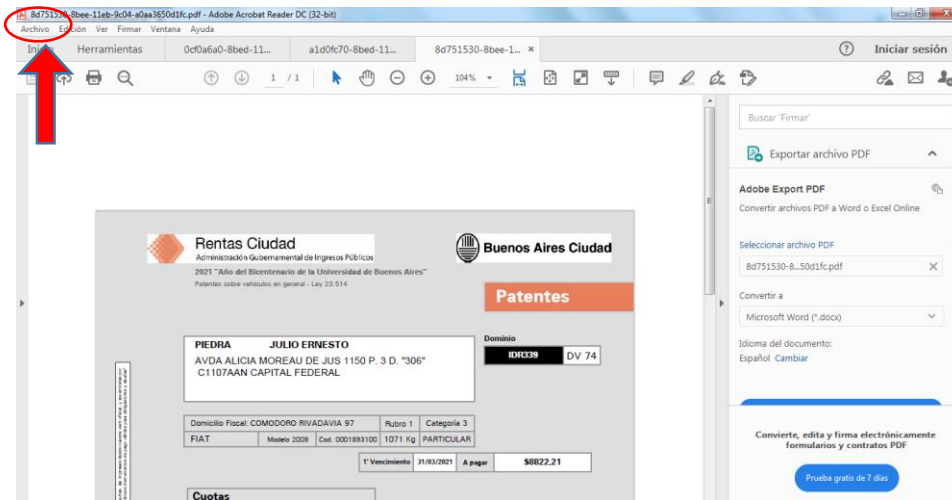 8d751530-8bee-11eb-9c04-a0aa3650d1fc.pdf - Adobe Acrobat Reader DC (32-bit)
Archivo Edición Ver Firmar Ventana Ayuda
Inicio Herramientas 0cf0a6a0-8bed-11... a1d0fc70-8bed-11... 8d751530-8bee-1... × Iniciar sesión
1 / 1 104%
Buscar 'Firmar'
Exportar archivo PDF
Adobe Export PDF
Convertir archivos PDF a Word o Excel Online
Seleccionar archivo PDF
8d751530-8...50d1fc.pdf
Convertir a
Microsoft Word (*.docx)
Idioma del documento:
Español Cambiar
Convierte, edita y firma electrónicamente
formularios y contratos PDF
Prueba gratis de 7 días
Rentas Ciudad
Administración Gubernamental de Ingresos Públicos
Buenos Aires Ciudad
2021 "Año del Bicentenario de la Universidad de Buenos Aires"
Patentes sobre vehículos en general - Ley 23.514
Patentes
PIEDRA JULIO ERNESTO
AVDA ALICIA MOREAU DE JUS 1150 P. 3 D. "306"
C1107AAN CAPITAL FEDERAL
Dominio
IDR339 DV 74
Domicilio Fiscal: COMODORO RIVADAVIA 97 Rubro 1 Categoría 3
FIAT Modelo 2009 Cod. 0001893100 1071 Kg PARTICULAR
1° Vencimiento 31/03/2021 A pagar $8822,21
Cuotas